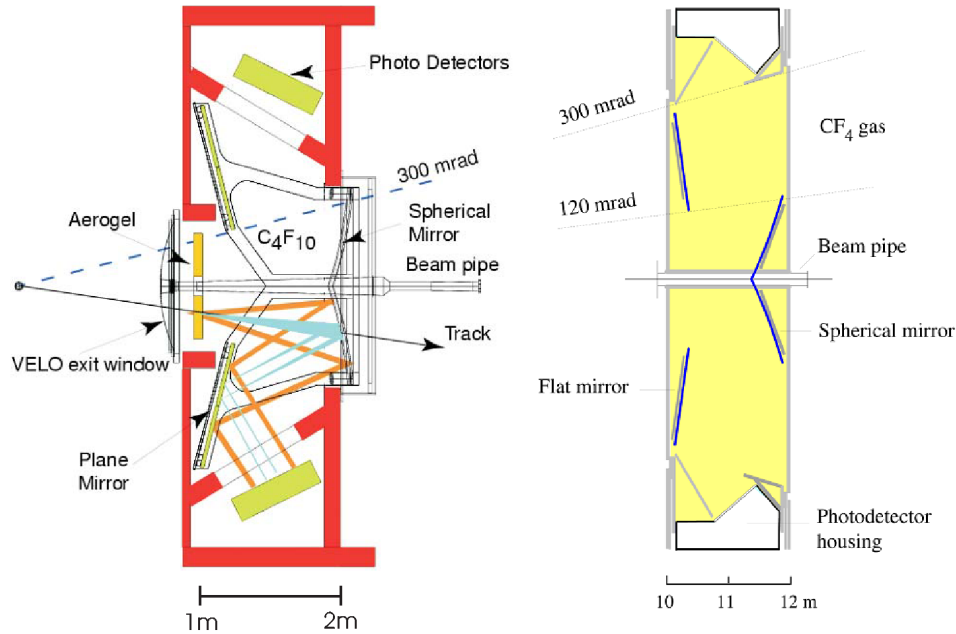 Photo Detectors
300 mrad
Aerogel
C₄F₁₀
Spherical
Mirror
Beam pipe
VELO exit window
Track
Plane
Mirror
1m
2m
300 mrad
CF₄ gas
120 mrad
Beam pipe
Spherical mirror
Flat mirror
Photodetector
housing
10 11 12 m